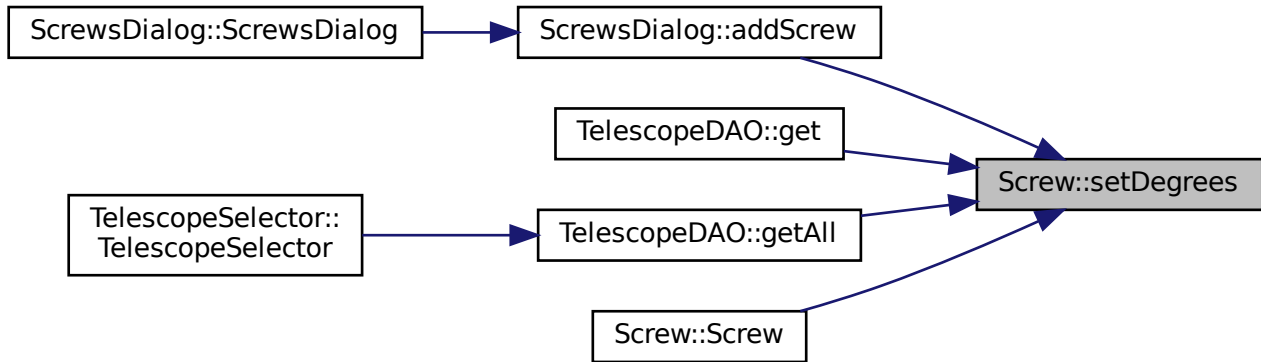 ScrewsDialog::ScrewsDialog
ScrewsDialog::addScrew
TelescopeDAO::get
Screw::setDegrees
TelescopeSelector::
TelescopeSelector
TelescopeDAO::getAll
Screw::Screw